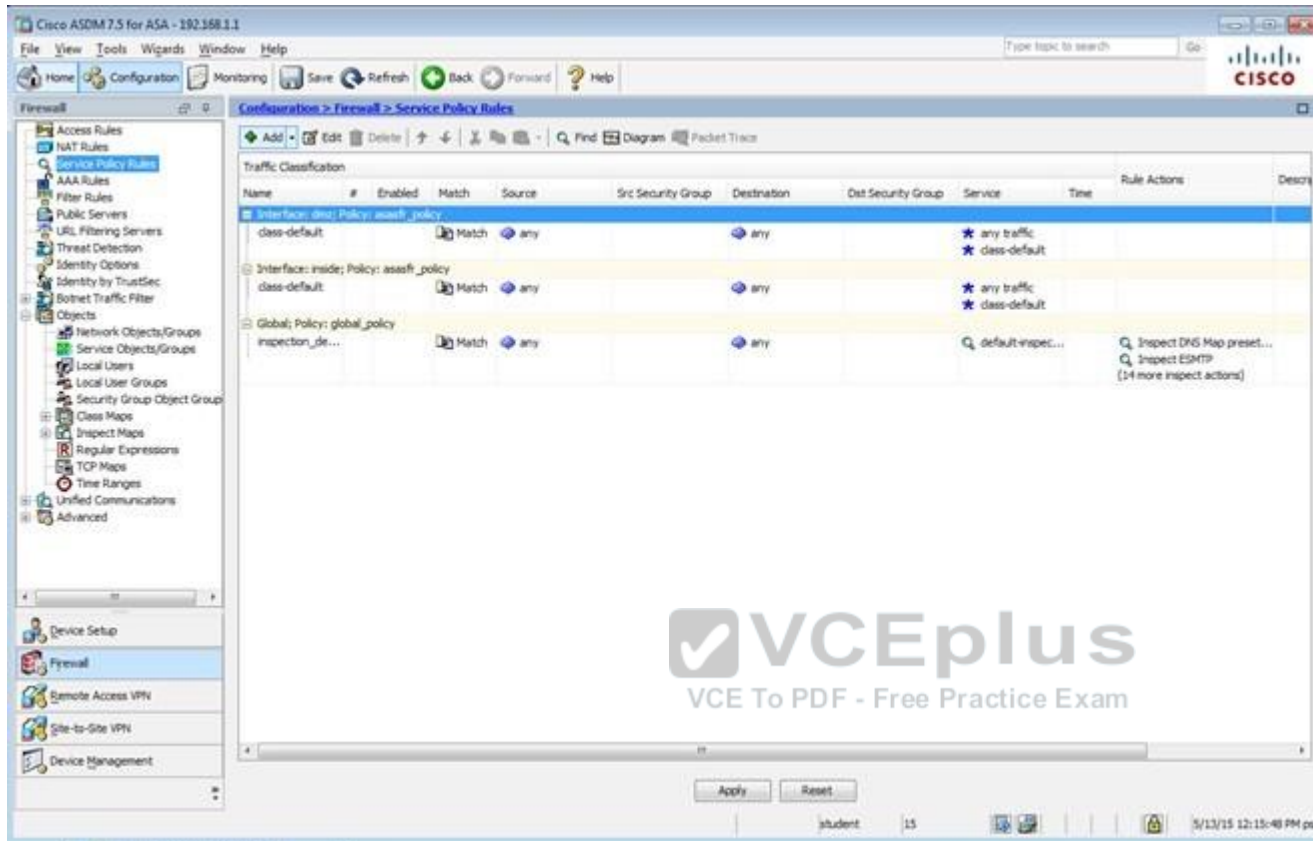 Cisco ASDM 7.5 for ASA - 192.168.1.1
File View Tools Wizards Window Help
Type topic to search Go
Home Configuration Monitoring Save Refresh Back Forward Help
CISCO
Firewall
Configuration > Firewall > Service Policy Rules
Access Rules
NAT Rules
Service Policy Rules
AAA Rules
Filter Rules
Public Servers
URL Filtering Servers
Threat Detection
Identity Options
Identity by TrustSec
Botnet Traffic Filter
Objects
Network Objects/Groups
Service Objects/Groups
Local Users
Local User Groups
Security Group Object Group
Class Maps
Inspect Maps
Regular Expressions
TCP Maps
Time Ranges
Unified Communications
Advanced
Device Setup
Firewall
Remote Access VPN
Site-to-Site VPN
Device Management
Add Edit Delete Find Diagram Packet Trace
Traffic Classification
Name # Enabled Match Source Src Security Group Destination Dst Security Group Service Time Rule Actions Descri
Interface: dmz; Policy: asasfr_policy
class-default Match any any any traffic
class-default
Interface: inside; Policy: asasfr_policy
class-default Match any any any traffic
class-default
Global; Policy: global_policy
inspection_de... Match any any default-inspec... Inspect DNS Map preset...
Inspect ESMTP
(14 more inspect actions)
VCEplus
VCE To PDF - Free Practice Exam
Apply Reset
student 15 5/13/15 12:15:48 PM